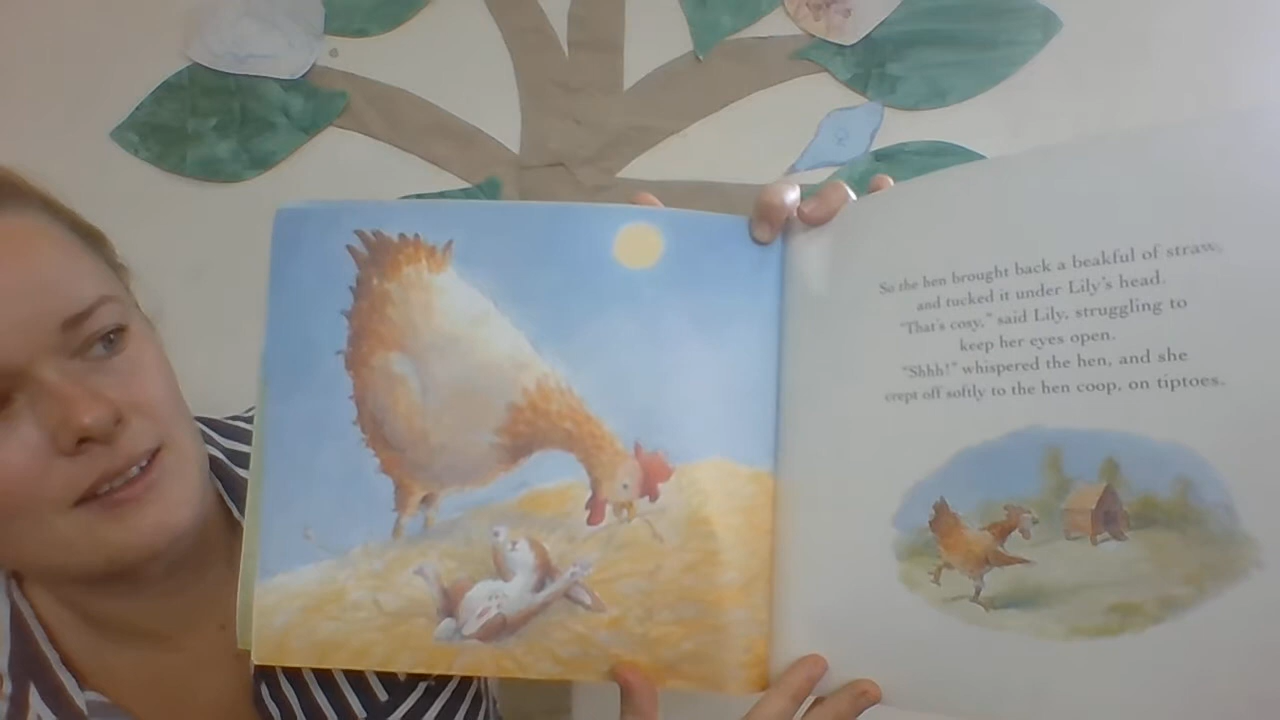 So the hen brought back a beakful of straw,
and tucked it under Lily's head.
"That's cosy," said Lily, struggling to
keep her eyes open.
"Shhh!" whispered the hen, and she
crept off softly to the hen coop, on tiptoes.